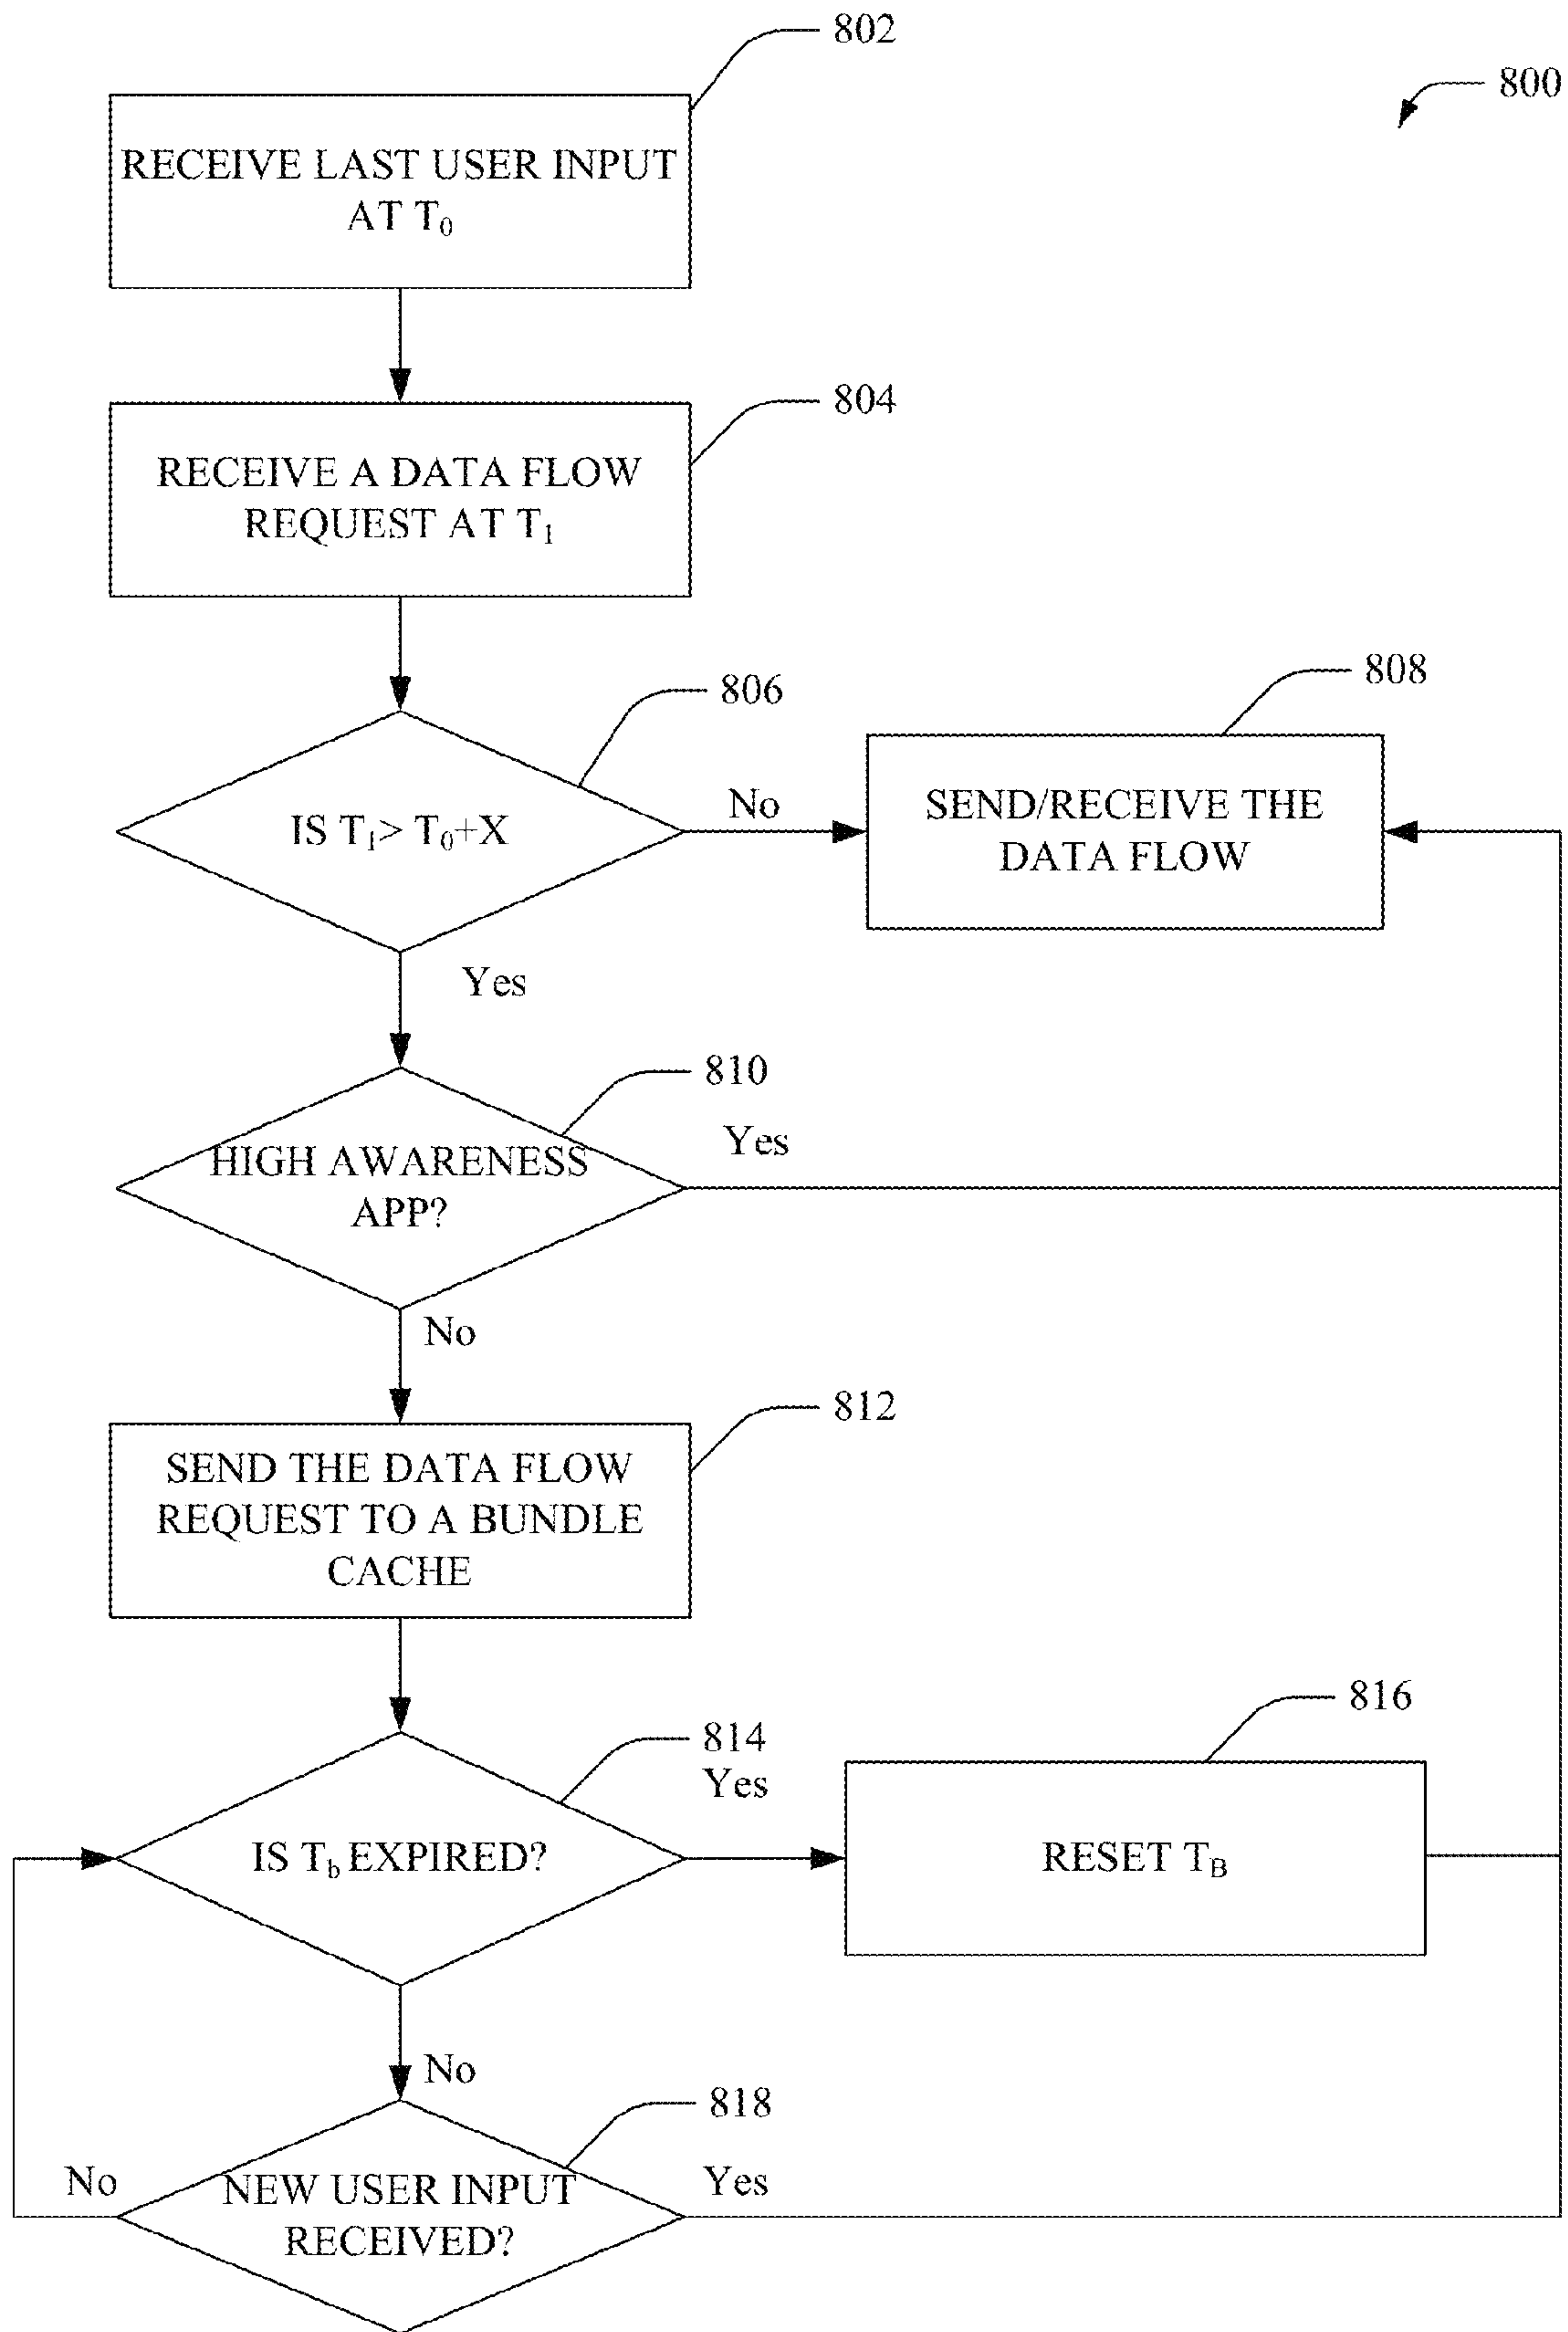 802
800
RECEIVE LAST USER INPUT
AT T₀
804
RECEIVE A DATA FLOW
REQUEST AT T₁
806
808
IS T₁> T₀+X
No
SEND/RECEIVE THE
DATA FLOW
Yes
810
HIGH AWARENESS
APP?
Yes
No
812
SEND THE DATA FLOW
REQUEST TO A BUNDLE
CACHE
814
Yes
816
IS T_b EXPIRED?
RESET T_B
No
818
No
NEW USER INPUT
RECEIVED?
Yes